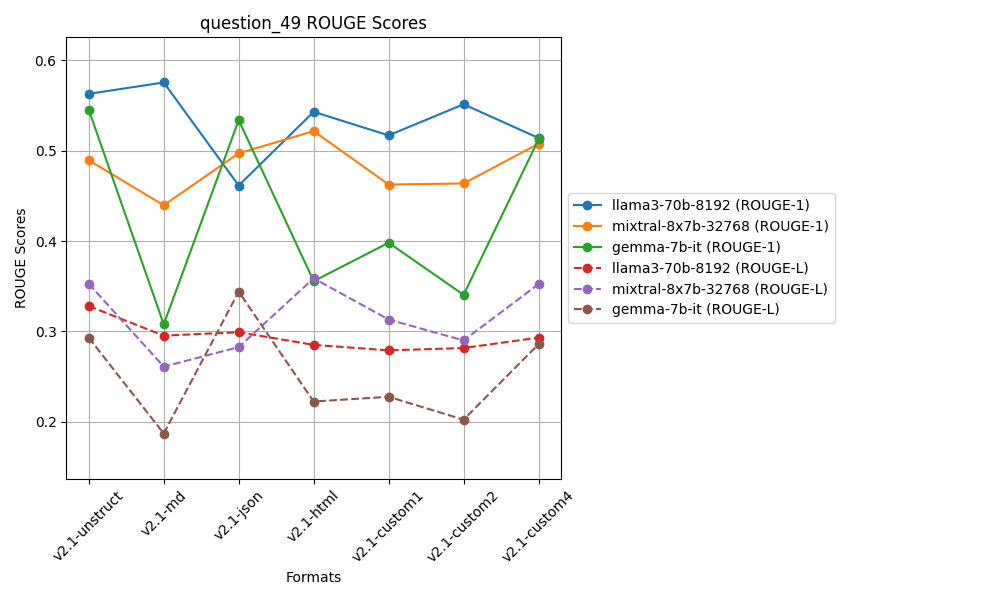 question_49 ROUGE Scores
ROUGE Scores
0.6
0.5
0.4
0.3
0.2
v2.1-unstruct
v2.1-md
v2.1-json
v2.1-html
v2.1-custom1
v2.1-custom2
v2.1-custom4
Formats
llama3-70b-8192 (ROUGE-1)
mixtral-8x7b-32768 (ROUGE-1)
gemma-7b-it (ROUGE-1)
llama3-70b-8192 (ROUGE-L)
mixtral-8x7b-32768 (ROUGE-L)
gemma-7b-it (ROUGE-L)